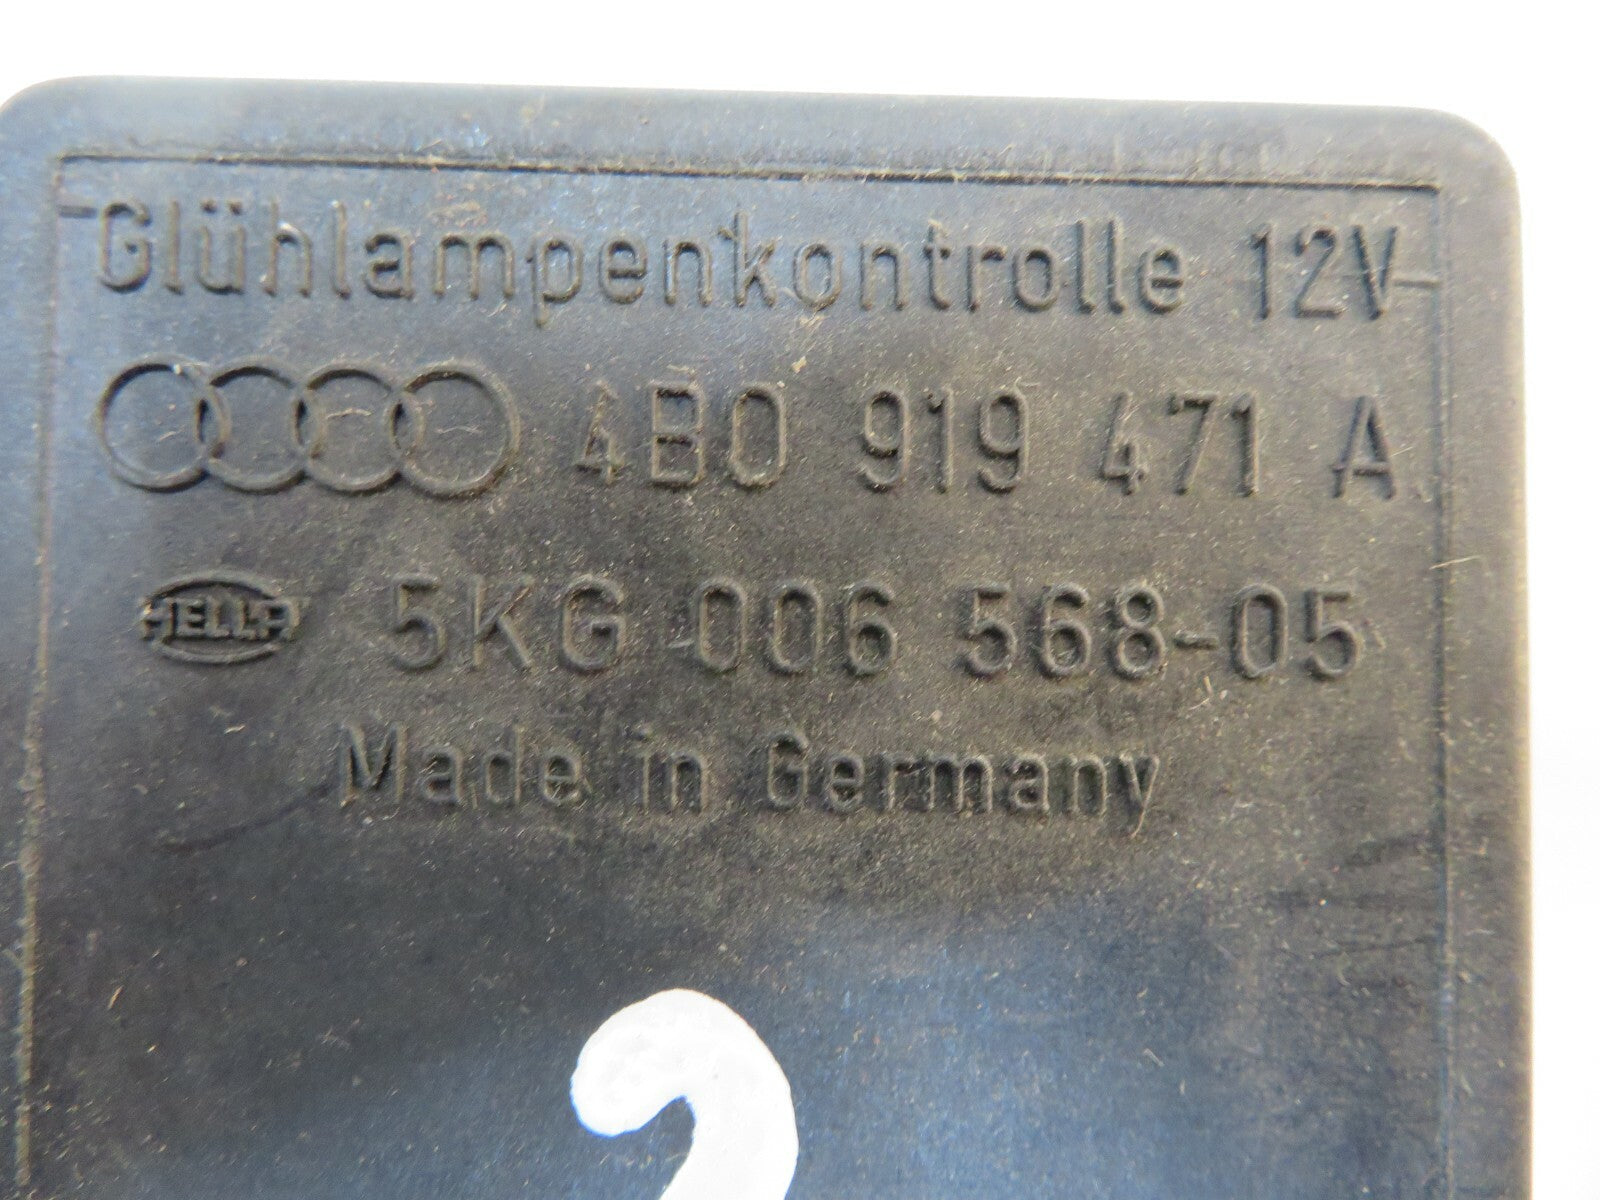 Glühlampenkontrolle 12V
4B0 919 471 A
HELLA 5KG 006 568-05
Made in Germany
2